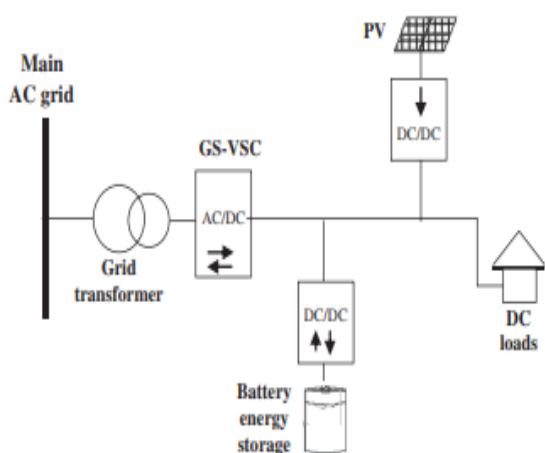 PV
Main
AC grid
DC/DC
GS-VSC
AC/DC
Grid
transformer
DC/DC
DC
loads
Battery
energy
storage